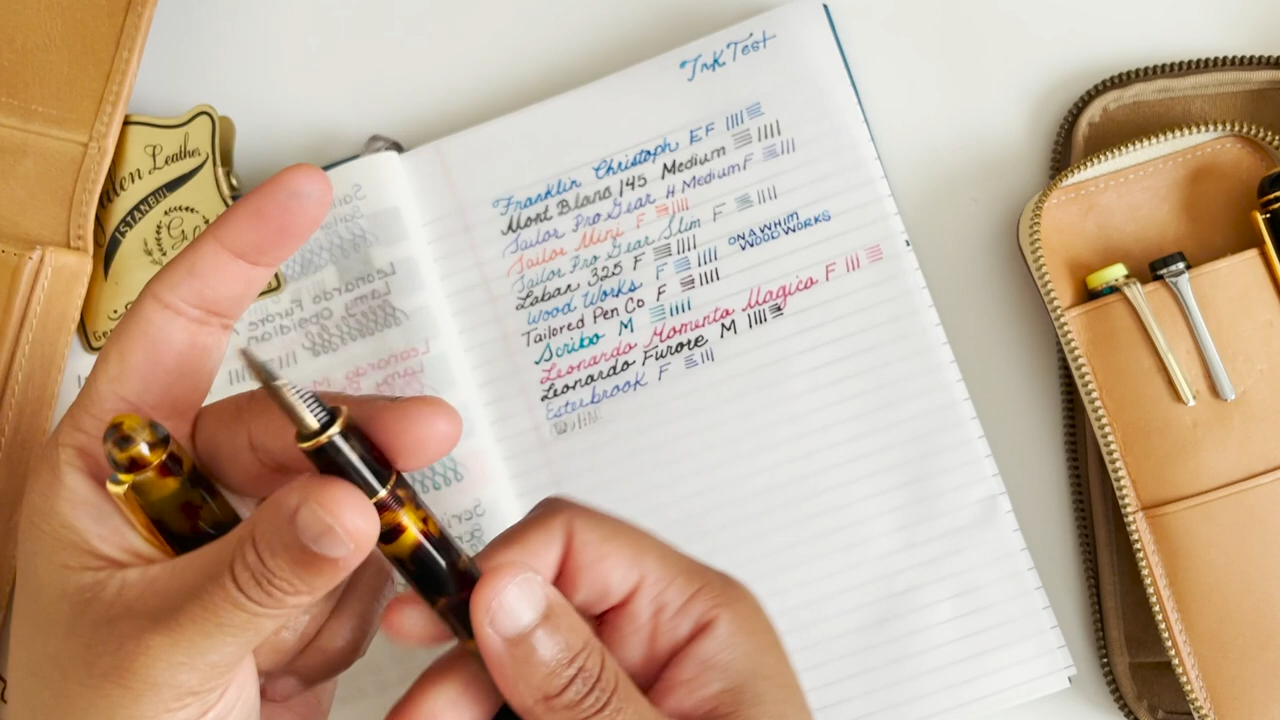 Ink Test
Franklin Christoph EF
Mont Blanc 145 Medium
Sailor Pro Gear H Medium F
Sailor Mini F
Sailor Pro Gear Slim F
Laban 325 F
Wood Works F ON A WHIM
WOOD WORKS
Tailored Pen Co F
Scribo M
Leonardo Momento Magico F
Leonardo Furore M
Esterbrook F
Leather
ISTANBUL